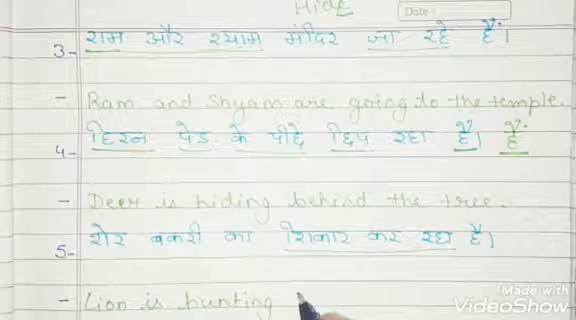 Hide
Date :
3- राम और श्याम मंदिर जा रहे हैं।
- Ram and Shyam are going to the temple.
4- हिरन पेड के पीछे छिप रहा है। हैं
- Deer is hiding behind the tree.
5- शेर बकरी का शिकार कर रहा है।
- Lion is hunting
Made with
VideoShow